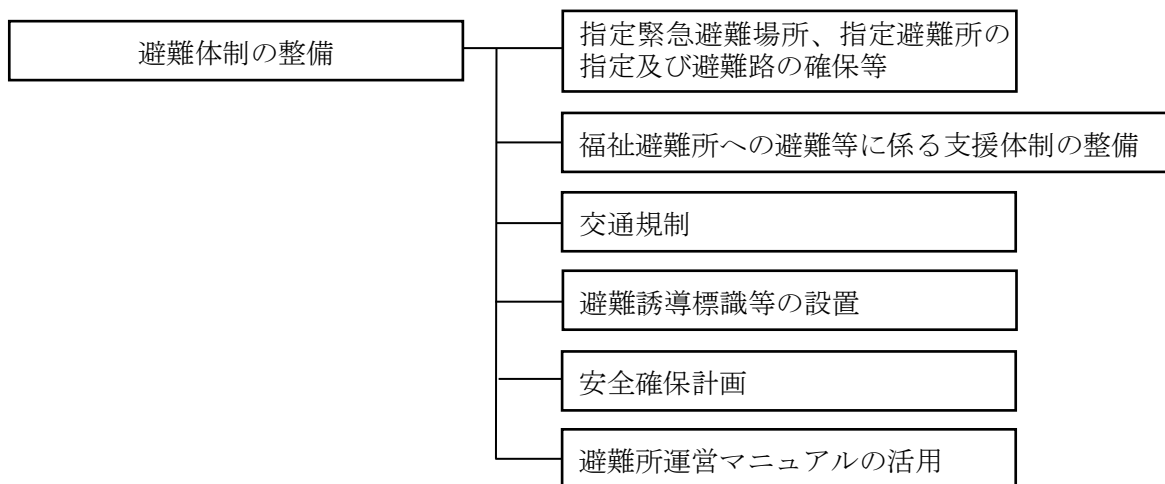 避難体制の整備
指定緊急避難場所、指定避難所の
指定及び避難路の確保等
福祉避難所への避難等に係る支援体制の整備
交通規制
避難誘導標識等の設置
安全確保計画
避難所運営マニュアルの活用